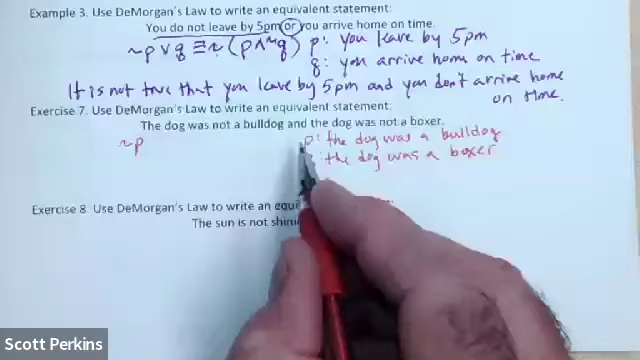 Example 3. Use DeMorgan's Law to write an equivalent statement:
You do not leave by 5pm or you arrive home on time.
~p ∨ q ≡ ~(p ∧ ~q) p: you leave by 5pm
q: you arrive home on time
It is not true that you leave by 5pm and you don't arrive home on time.
Exercise 7. Use DeMorgan's Law to write an equivalent statement:
The dog was not a bulldog and the dog was not a boxer.
~p p: the dog was a bulldog
: the dog was a boxer
Exercise 8. Use DeMorgan's Law to write an
The sun is not
Scott Perkins